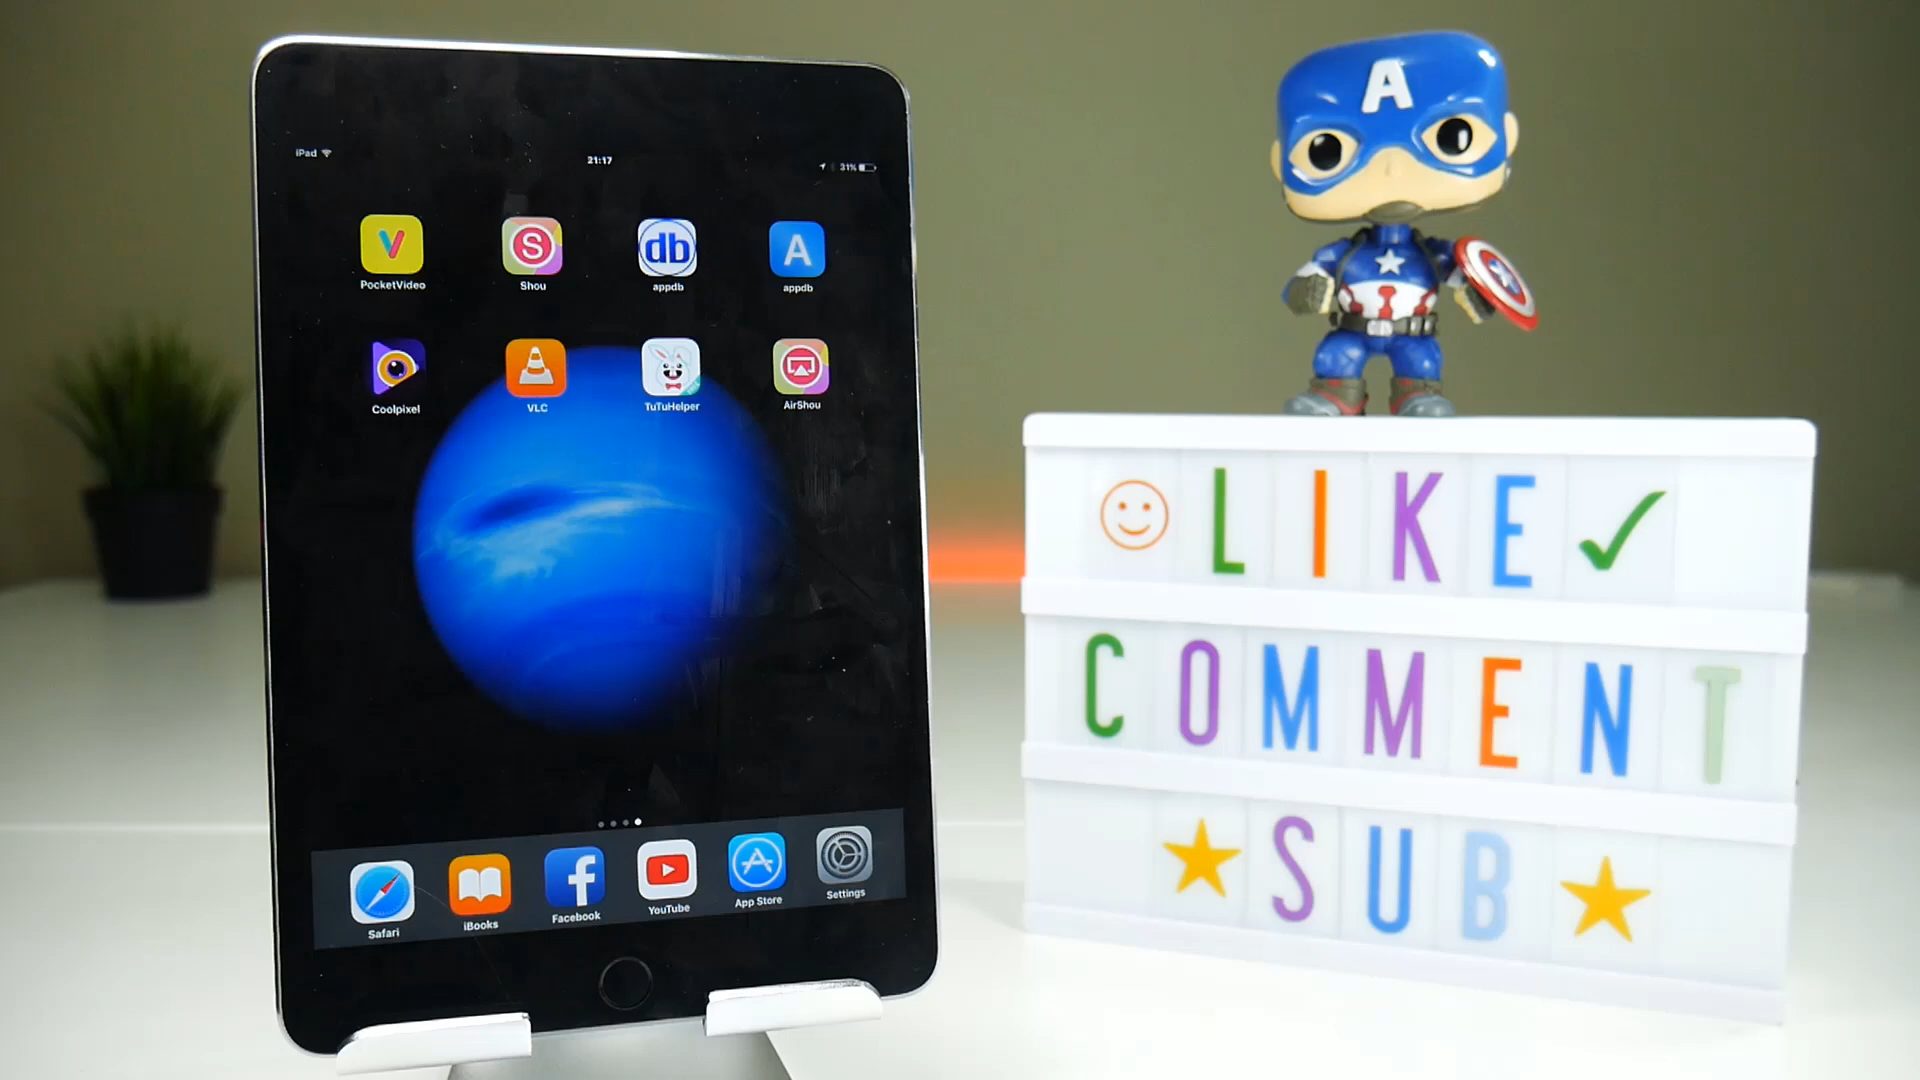 iPad 21:17 31%
V S db A
PocketVideo Shou appdb appdb
Coolpixel VLC TuTuHelper AirShou
Safari iBooks Facebook YouTube App Store Settings
A
LIKE
COMMENT
SUB